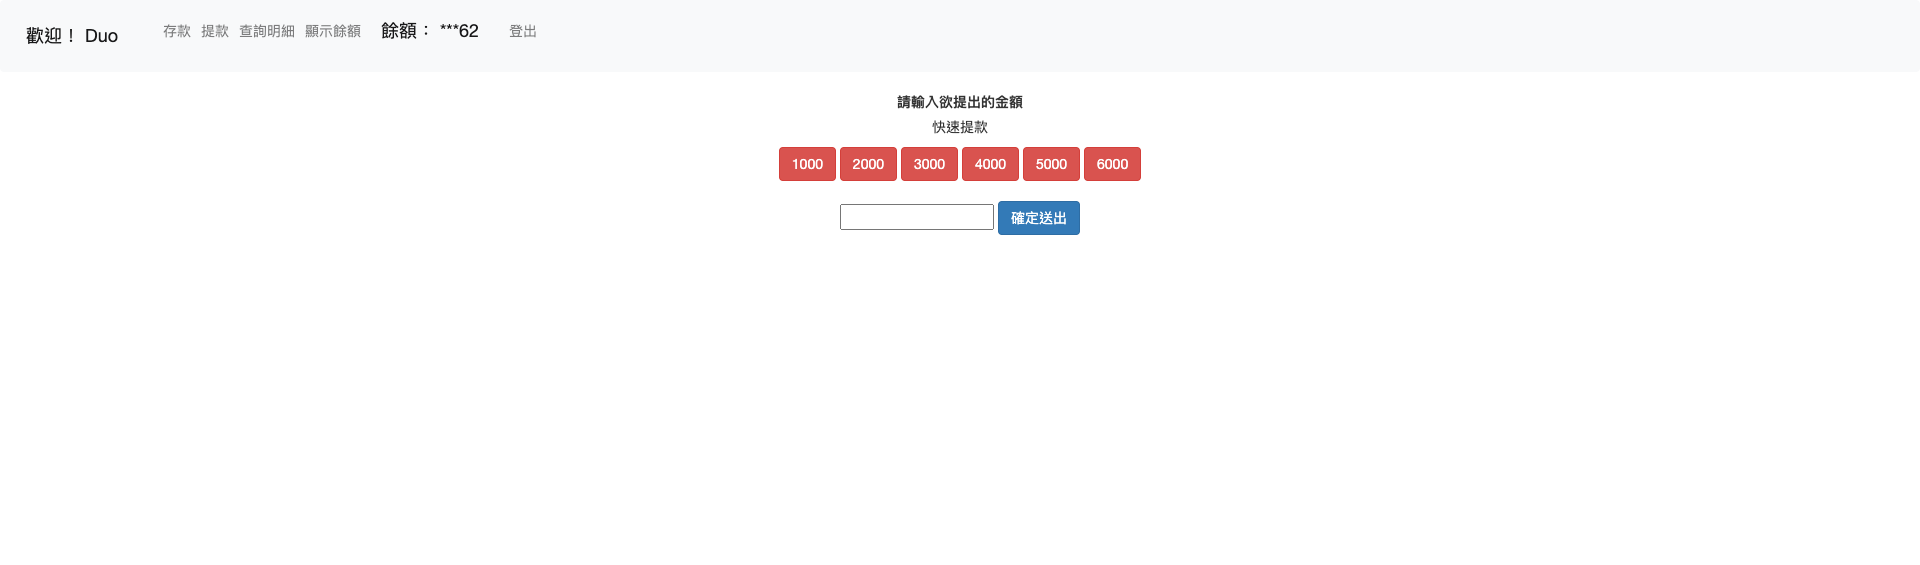 歡迎！ Duo 存款 提款 查詢明細 顯示餘額 餘額： ***62 登出
請輸入欲提出的金額
快速提款
1000 2000 3000 4000 5000 6000
確定送出